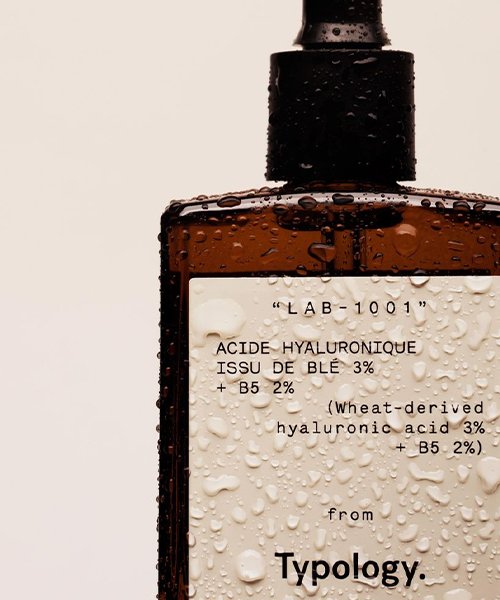 “LAB-1001”
ACIDE HYALURONIQUE
ISSU DE BLÉ 3%
+ B5 2%
(Wheat-derived
hyaluronic acid 3%
+ B5 2%)
from
Typology.